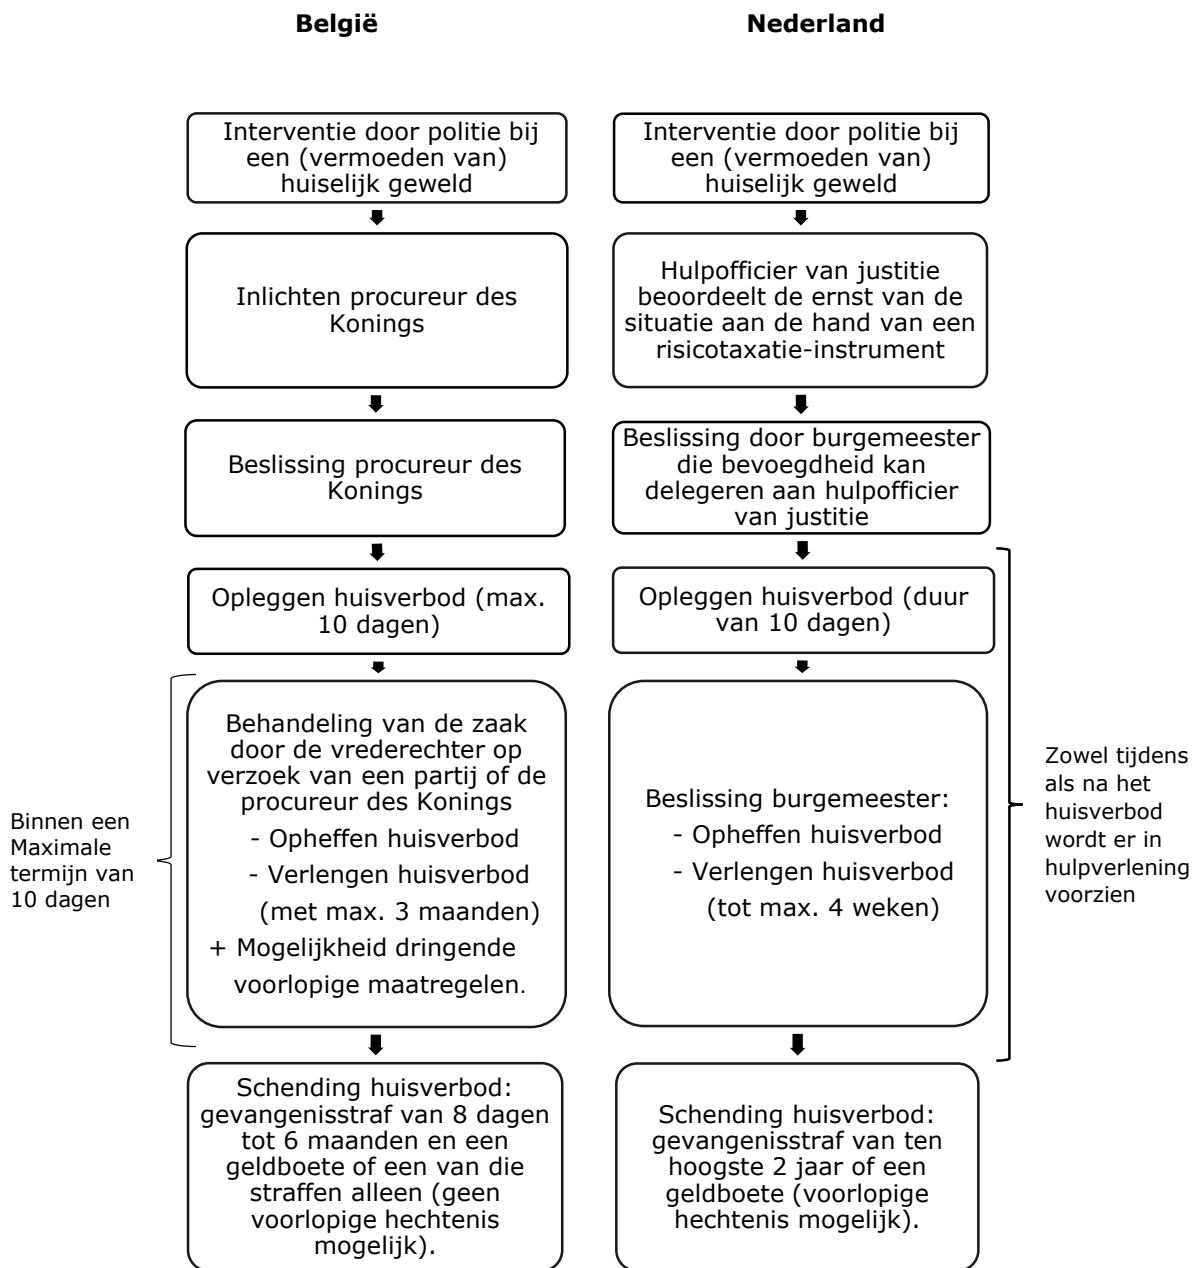 België
Nederland
Interventie door politie bij
een (vermoeden van)
huiselijk geweld
Interventie door politie bij
een (vermoeden van)
huiselijk geweld
Inlichten procureur des
Konings
Hulpofficier van justitie
beoordeelt de ernst van de
situatie aan de hand van een
risicotaxatie-instrument
Beslissing procureur des
Konings
Beslissing door burgemeester
die bevoegdheid kan
delegeren aan hulpofficier
van justitie
Opleggen huisverbod (max.
10 dagen)
Opleggen huisverbod (duur
van 10 dagen)
Binnen een
Maximale
termijn van
10 dagen
Behandeling van de zaak
door de vrederechter op
verzoek van een partij of de
procureur des Konings
- Opheffen huisverbod
- Verlengen huisverbod
(met max. 3 maanden)
+ Mogelijkheid dringende
voorlopige maatregelen.
Beslissing burgemeester:
- Opheffen huisverbod
- Verlengen huisverbod
(tot max. 4 weken)
Zowel tijdens
als na het
huisverbod
wordt er in
hulpverlening
voorzien
Schending huisverbod:
gevangenisstraf van 8 dagen
tot 6 maanden en een
geldboete of een van die
straffen alleen (geen
voorlopige hechtenis
mogelijk).
Schending huisverbod:
gevangenisstraf van ten
hoogste 2 jaar of een
geldboete (voorlopige
hechtenis mogelijk).